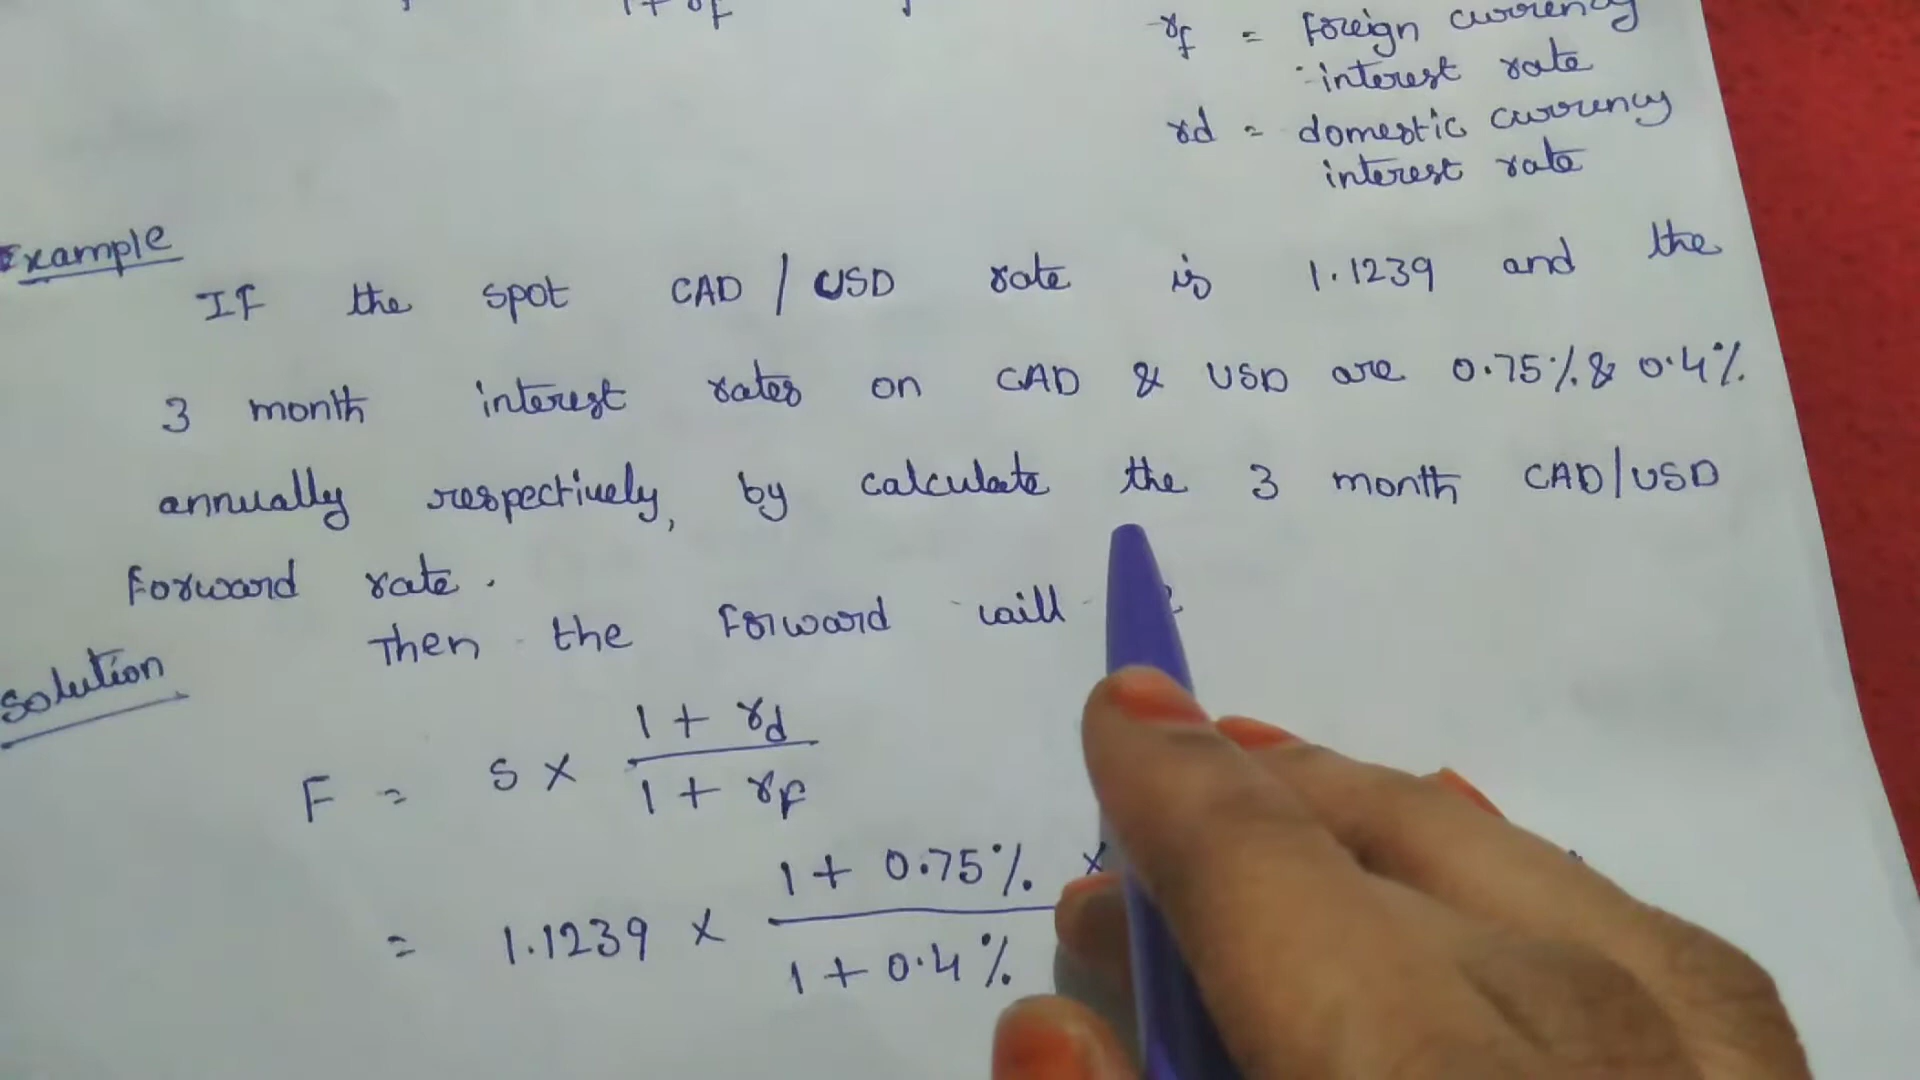 1 + rf
rf = Foreign currency
interest rate
rd = domestic currency
interest rate
Example
IF the spot CAD / USD rate is 1.1239 and the
3 month interest rates on CAD & USD are 0.75% & 0.4%
annually respectively, by calculate the 3 month CAD/USD
Forward rate.
Solution
Then the Forward will
F = S × 1 + rd
1 + rF
= 1.1239 × 1 + 0.75% ×
1 + 0.4%